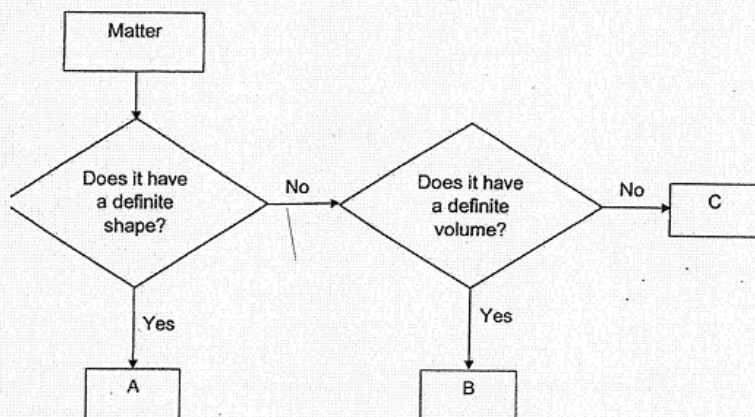 Matter
Does it have
a definite
shape?
No
Does it have
a definite
volume?
No
C
Yes
Yes
A
B